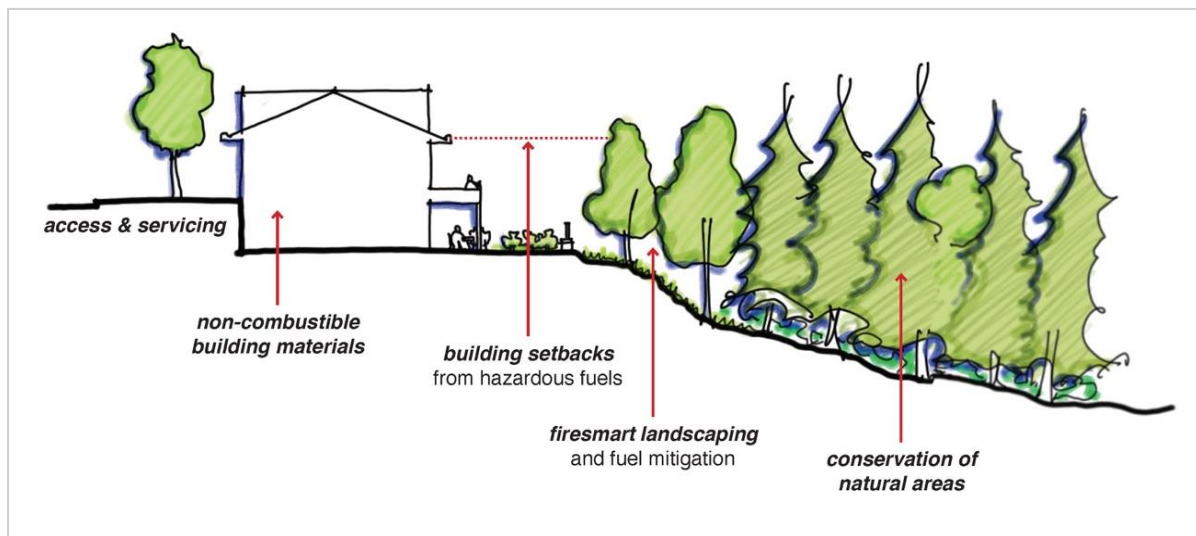 access & servicing
non-combustible
building materials
building setbacks
from hazardous fuels
firesmart landscaping
and fuel mitigation
conservation of
natural areas